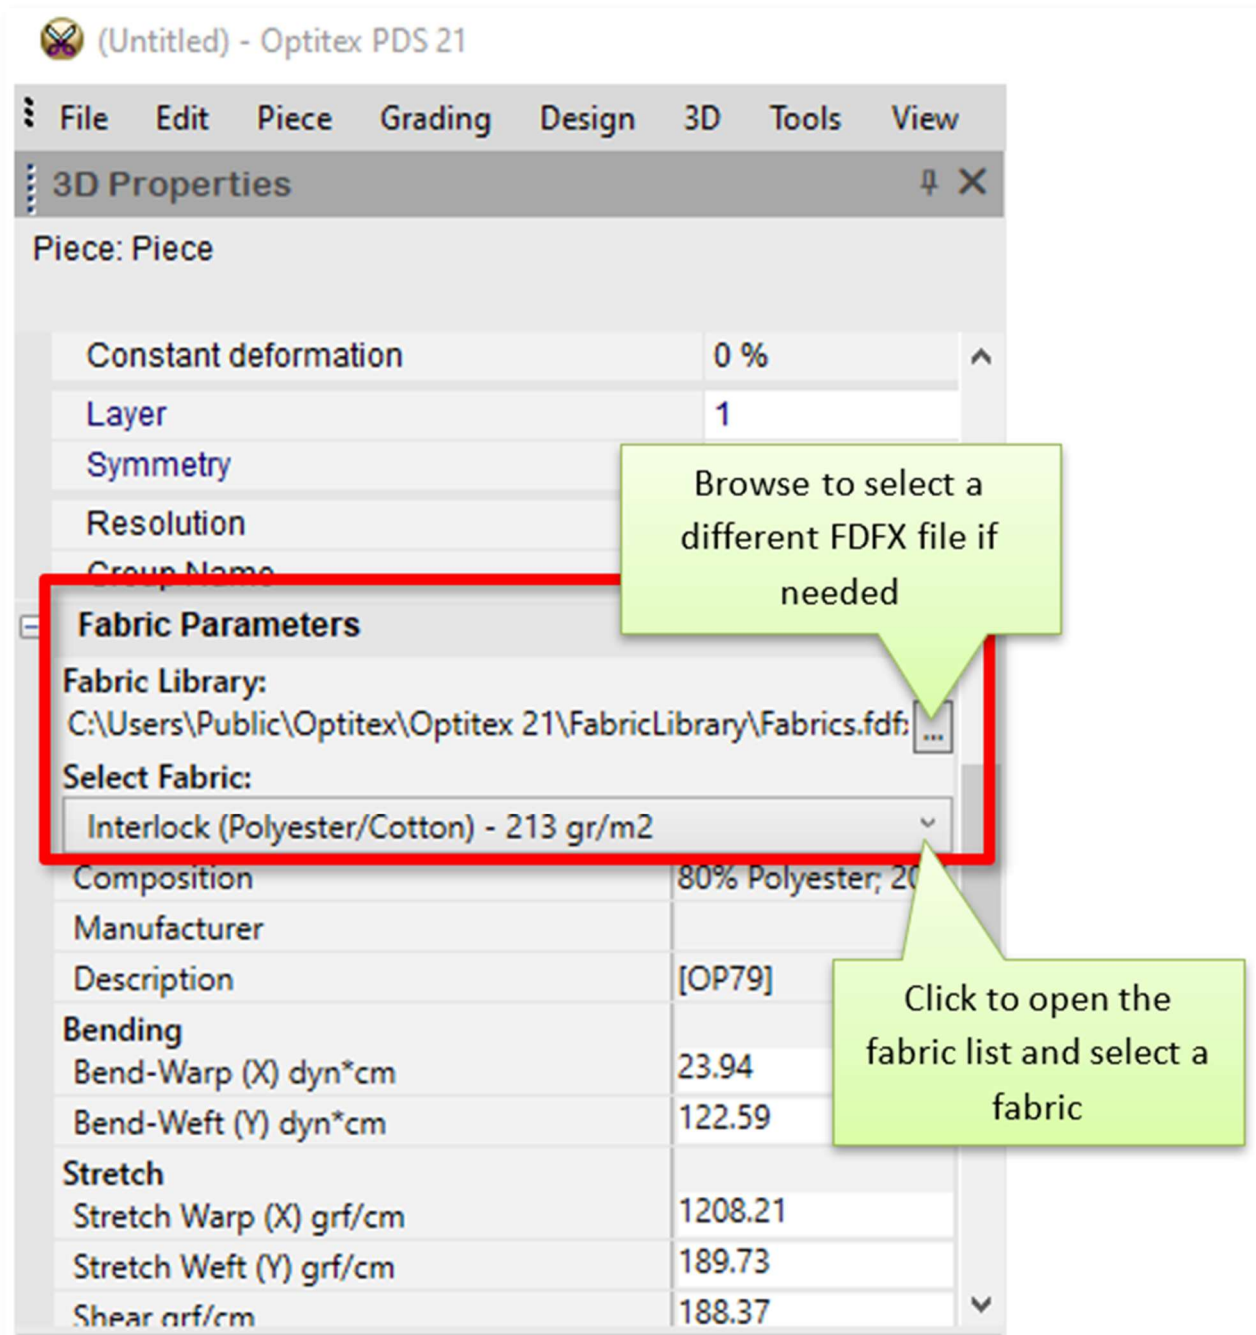 (Untitled) - Optitex PDS 21
File Edit Piece Grading Design 3D Tools View
3D Properties
Piece: Piece
Constant deformation 0 %
Layer 1
Symmetry
Resolution
Group Name
Browse to select a
different FDFX file if
needed
Fabric Parameters
Fabric Library:
C:\Users\Public\Optitex\Optitex 21\FabricLibrary\Fabrics.fdfx ...
Select Fabric:
Interlock (Polyester/Cotton) - 213 gr/m2
Composition 80% Polyester; 20
Manufacturer
Description [OP79]
Click to open the
fabric list and select a
fabric
Bending
Bend-Warp (X) dyn*cm 23.94
Bend-Weft (Y) dyn*cm 122.59
Stretch
Stretch Warp (X) grf/cm 1208.21
Stretch Weft (Y) grf/cm 189.73
Shear grf/cm 188.37